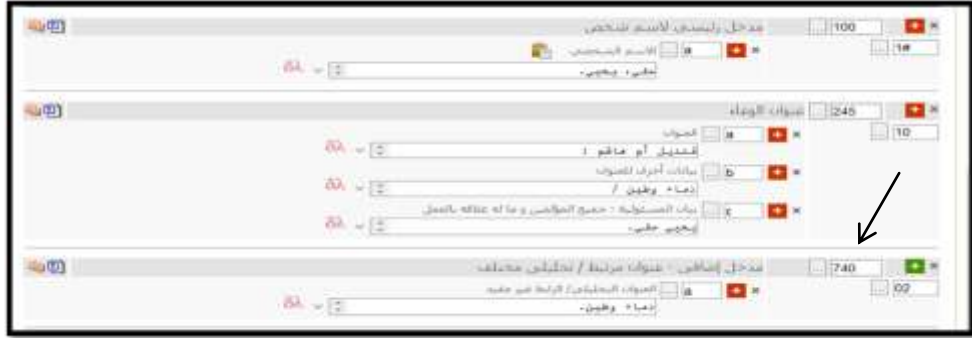 100 مدخل رئيسي لاسم شخص
1#
a الاسم الشخصي
حقي، يحيى.
245 عنوان الوعاء
10
a العنوان
قنديل أم هاشم :
b بيانات أخرى للعنوان
دماء وطين /
c بيان المسئولية : جميع المؤلفين و ما له علاقة بالعمل
يحيى حقي.
740 مدخل إضافي - عنوان مرتبط / تحليلي مختلف
02
a العنوان التحليلي/ الرابط غير مقيد
دماء وطين.